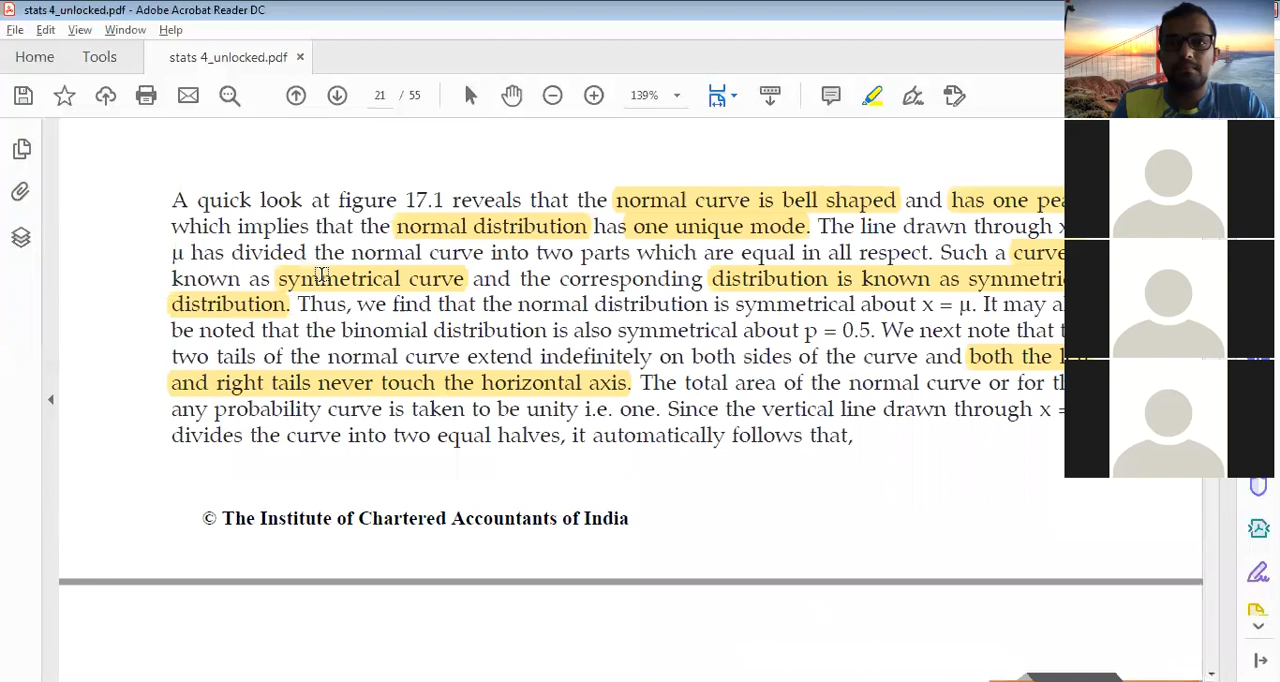 stats 4_unlocked.pdf - Adobe Acrobat Reader DC
File Edit View Window Help
Home Tools stats 4_unlocked.pdf ×
21 / 55 139%
A quick look at figure 17.1 reveals that the normal curve is bell shaped and has one
which implies that the normal distribution has one unique mode. The line drawn through
μ has divided the normal curve into two parts which are equal in all respect. Such a curve
known as symmetrical curve and the corresponding distribution is known as
distribution. Thus, we find that the normal distribution is symmetrical about x = μ. It may
be noted that the binomial distribution is also symmetrical about p = 0.5. We next note that
two tails of the normal curve extend indefinitely on both sides of the curve and both the
and right tails never touch the horizontal axis. The total area of the normal curve or for
any probability curve is taken to be unity i.e. one. Since the vertical line drawn through x =
divides the curve into two equal halves, it automatically follows that,
© The Institute of Chartered Accountants of India